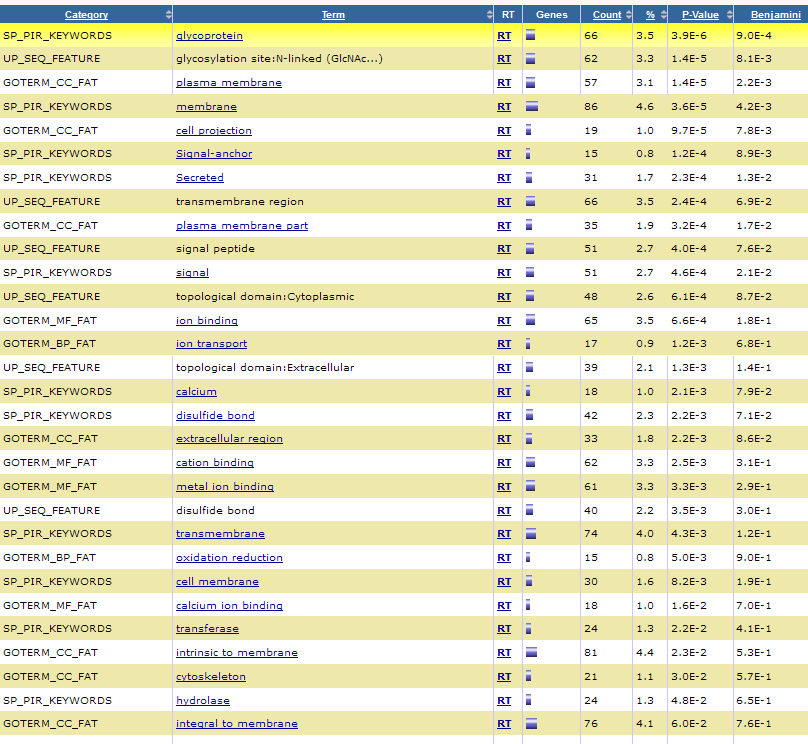 Category Term RT Genes Count % P-Value Benjamini
SP_PIR_KEYWORDS glycoprotein RT 66 3.5 3.9E-6 9.0E-4
UP_SEQ_FEATURE glycosylation site:N-linked (GlcNAc...) RT 62 3.3 1.4E-5 8.1E-3
GOTERM_CC_FAT plasma membrane RT 57 3.1 1.4E-5 2.2E-3
SP_PIR_KEYWORDS membrane RT 86 4.6 3.6E-5 4.2E-3
GOTERM_CC_FAT cell projection RT 19 1.0 9.7E-5 7.8E-3
SP_PIR_KEYWORDS Signal-anchor RT 15 0.8 1.2E-4 8.9E-3
SP_PIR_KEYWORDS Secreted RT 31 1.7 2.3E-4 1.3E-2
UP_SEQ_FEATURE transmembrane region RT 66 3.5 2.4E-4 6.9E-2
GOTERM_CC_FAT plasma membrane part RT 35 1.9 3.2E-4 1.7E-2
UP_SEQ_FEATURE signal peptide RT 51 2.7 4.0E-4 7.6E-2
SP_PIR_KEYWORDS signal RT 51 2.7 4.6E-4 2.1E-2
UP_SEQ_FEATURE topological domain:Cytoplasmic RT 48 2.6 6.1E-4 8.7E-2
GOTERM_MF_FAT ion binding RT 65 3.5 6.6E-4 1.8E-1
GOTERM_BP_FAT ion transport RT 17 0.9 1.2E-3 6.8E-1
UP_SEQ_FEATURE topological domain:Extracellular RT 39 2.1 1.3E-3 1.4E-1
SP_PIR_KEYWORDS calcium RT 18 1.0 2.1E-3 7.9E-2
SP_PIR_KEYWORDS disulfide bond RT 42 2.3 2.2E-3 7.1E-2
GOTERM_CC_FAT extracellular region RT 33 1.8 2.2E-3 8.6E-2
GOTERM_MF_FAT cation binding RT 62 3.3 2.5E-3 3.1E-1
GOTERM_MF_FAT metal ion binding RT 61 3.3 3.3E-3 2.9E-1
UP_SEQ_FEATURE disulfide bond RT 40 2.2 3.5E-3 3.0E-1
SP_PIR_KEYWORDS transmembrane RT 74 4.0 4.3E-3 1.2E-1
GOTERM_BP_FAT oxidation reduction RT 15 0.8 5.0E-3 9.0E-1
SP_PIR_KEYWORDS cell membrane RT 30 1.6 8.2E-3 1.9E-1
GOTERM_MF_FAT calcium ion binding RT 18 1.0 1.6E-2 7.0E-1
SP_PIR_KEYWORDS transferase RT 24 1.3 2.2E-2 4.1E-1
GOTERM_CC_FAT intrinsic to membrane RT 81 4.4 2.3E-2 5.3E-1
GOTERM_CC_FAT cytoskeleton RT 21 1.1 3.0E-2 5.7E-1
SP_PIR_KEYWORDS hydrolase RT 24 1.3 4.8E-2 6.5E-1
GOTERM_CC_FAT integral to membrane RT 76 4.1 6.0E-2 7.6E-1